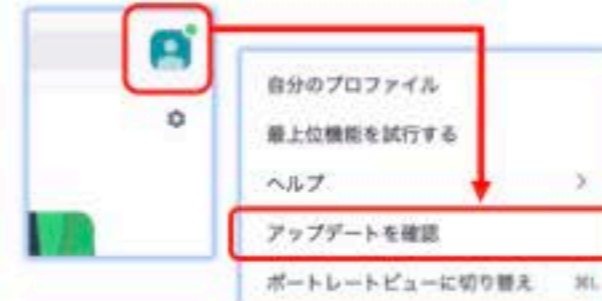 自分のプロファイル
最上位機能を試行する
ヘルプ
アップデートを確認
ポートレートビューに切り替え ⌘L